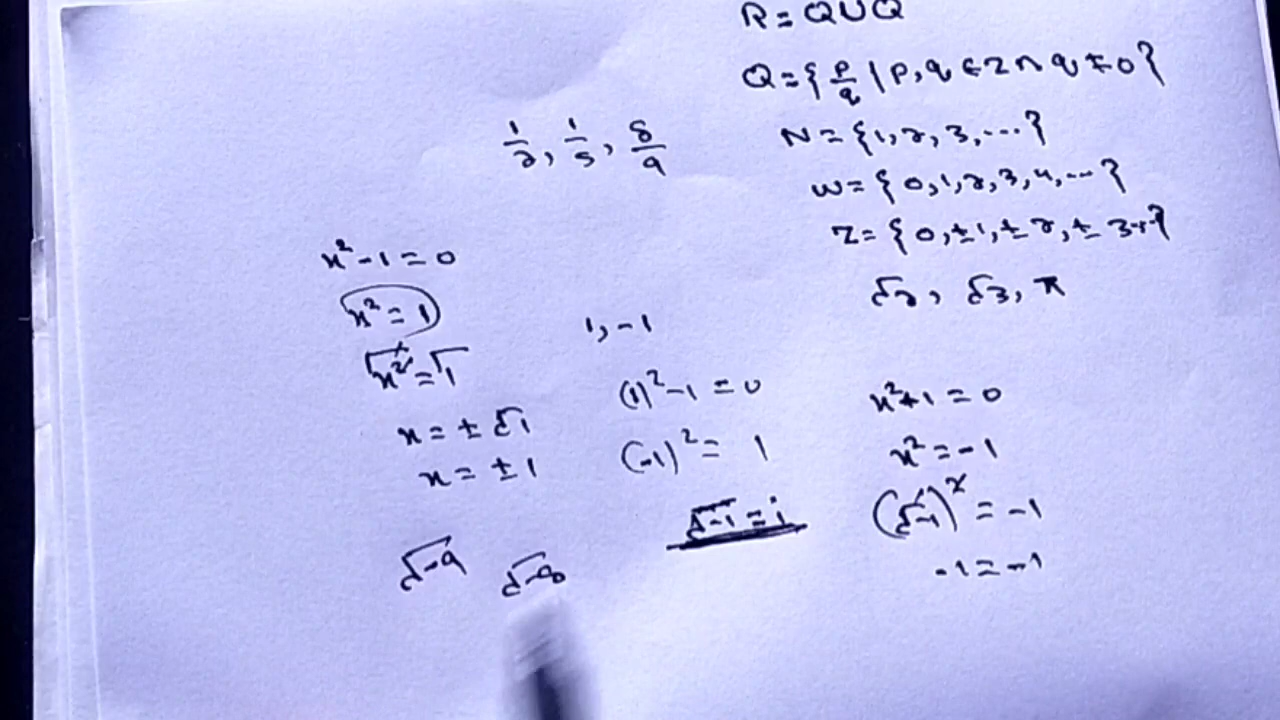 R = Q U Q
Q = { p/q | p, q ∈ Z ∧ q ≠ 0 }
1/2, 1/5, 8/9
N = { 1, 2, 3, ... }
W = { 0, 1, 2, 3, 4, ... }
Z = { 0, ±1, ±2, ±3 ... }
√2, √3, π
x² - 1 = 0
x² = 1
√x² = √1
x = ± √1
x = ± 1
1, -1
(1)² - 1 = 0
(-1)² = 1
√-1 = i
x² + 1 = 0
x² = -1
(√-1)² = -1
-1 = -1
√-9